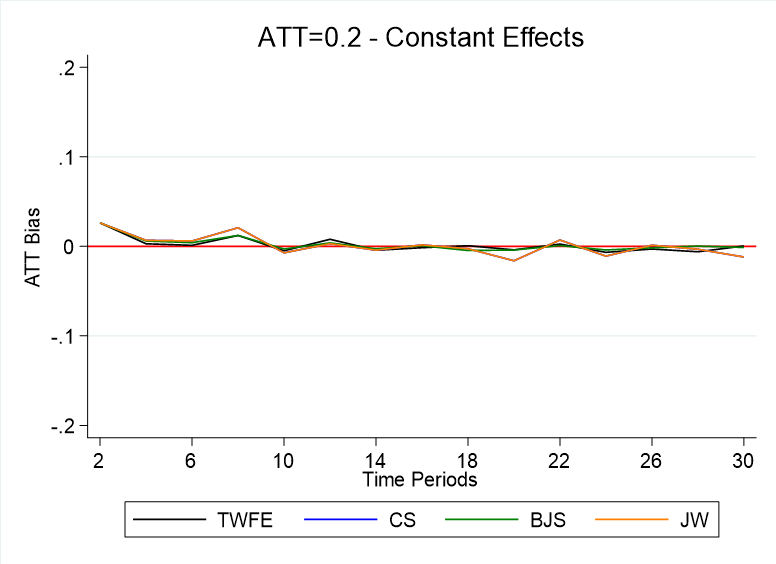 ATT=0.2 - Constant Effects
.2
.1
0
-.1
-.2
ATT Bias
2 6 10 14 18 22 26 30
Time Periods
TWFE CS BJS JW